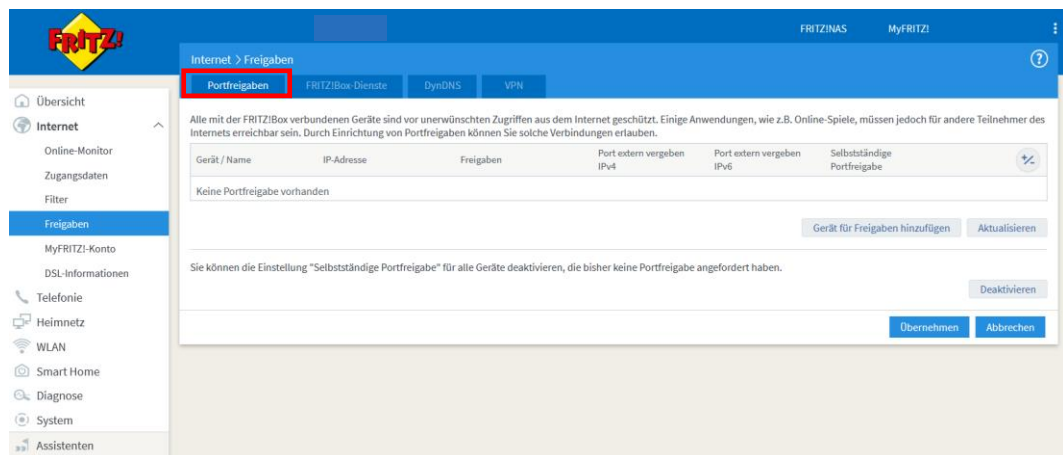 FRITZ!
FRITZ!NAS
MyFRITZ!
Internet > Freigaben
Portfreigaben
FRITZ!Box-Dienste
DynDNS
VPN
Übersicht
Internet
Online-Monitor
Zugangsdaten
Filter
Freigaben
MyFRITZ!-Konto
DSL-Informationen
Telefonie
Heimnetz
WLAN
Smart Home
Diagnose
System
Assistenten
Alle mit der FRITZ!Box verbundenen Geräte sind vor unerwünschten Zugriffen aus dem Internet geschützt. Einige Anwendungen, wie z.B. Online-Spiele, müssen jedoch für andere Teilnehmer des
Internets erreichbar sein. Durch Einrichtung von Portfreigaben können Sie solche Verbindungen erlauben.
Gerät / Name
IP-Adresse
Freigaben
Port extern vergeben
IPv4
Port extern vergeben
IPv6
Selbstständige
Portfreigabe
Keine Portfreigabe vorhanden
Gerät für Freigaben hinzufügen
Aktualisieren
Sie können die Einstellung "Selbstständige Portfreigabe" für alle Geräte deaktivieren, die bisher keine Portfreigabe angefordert haben.
Deaktivieren
Übernehmen
Abbrechen